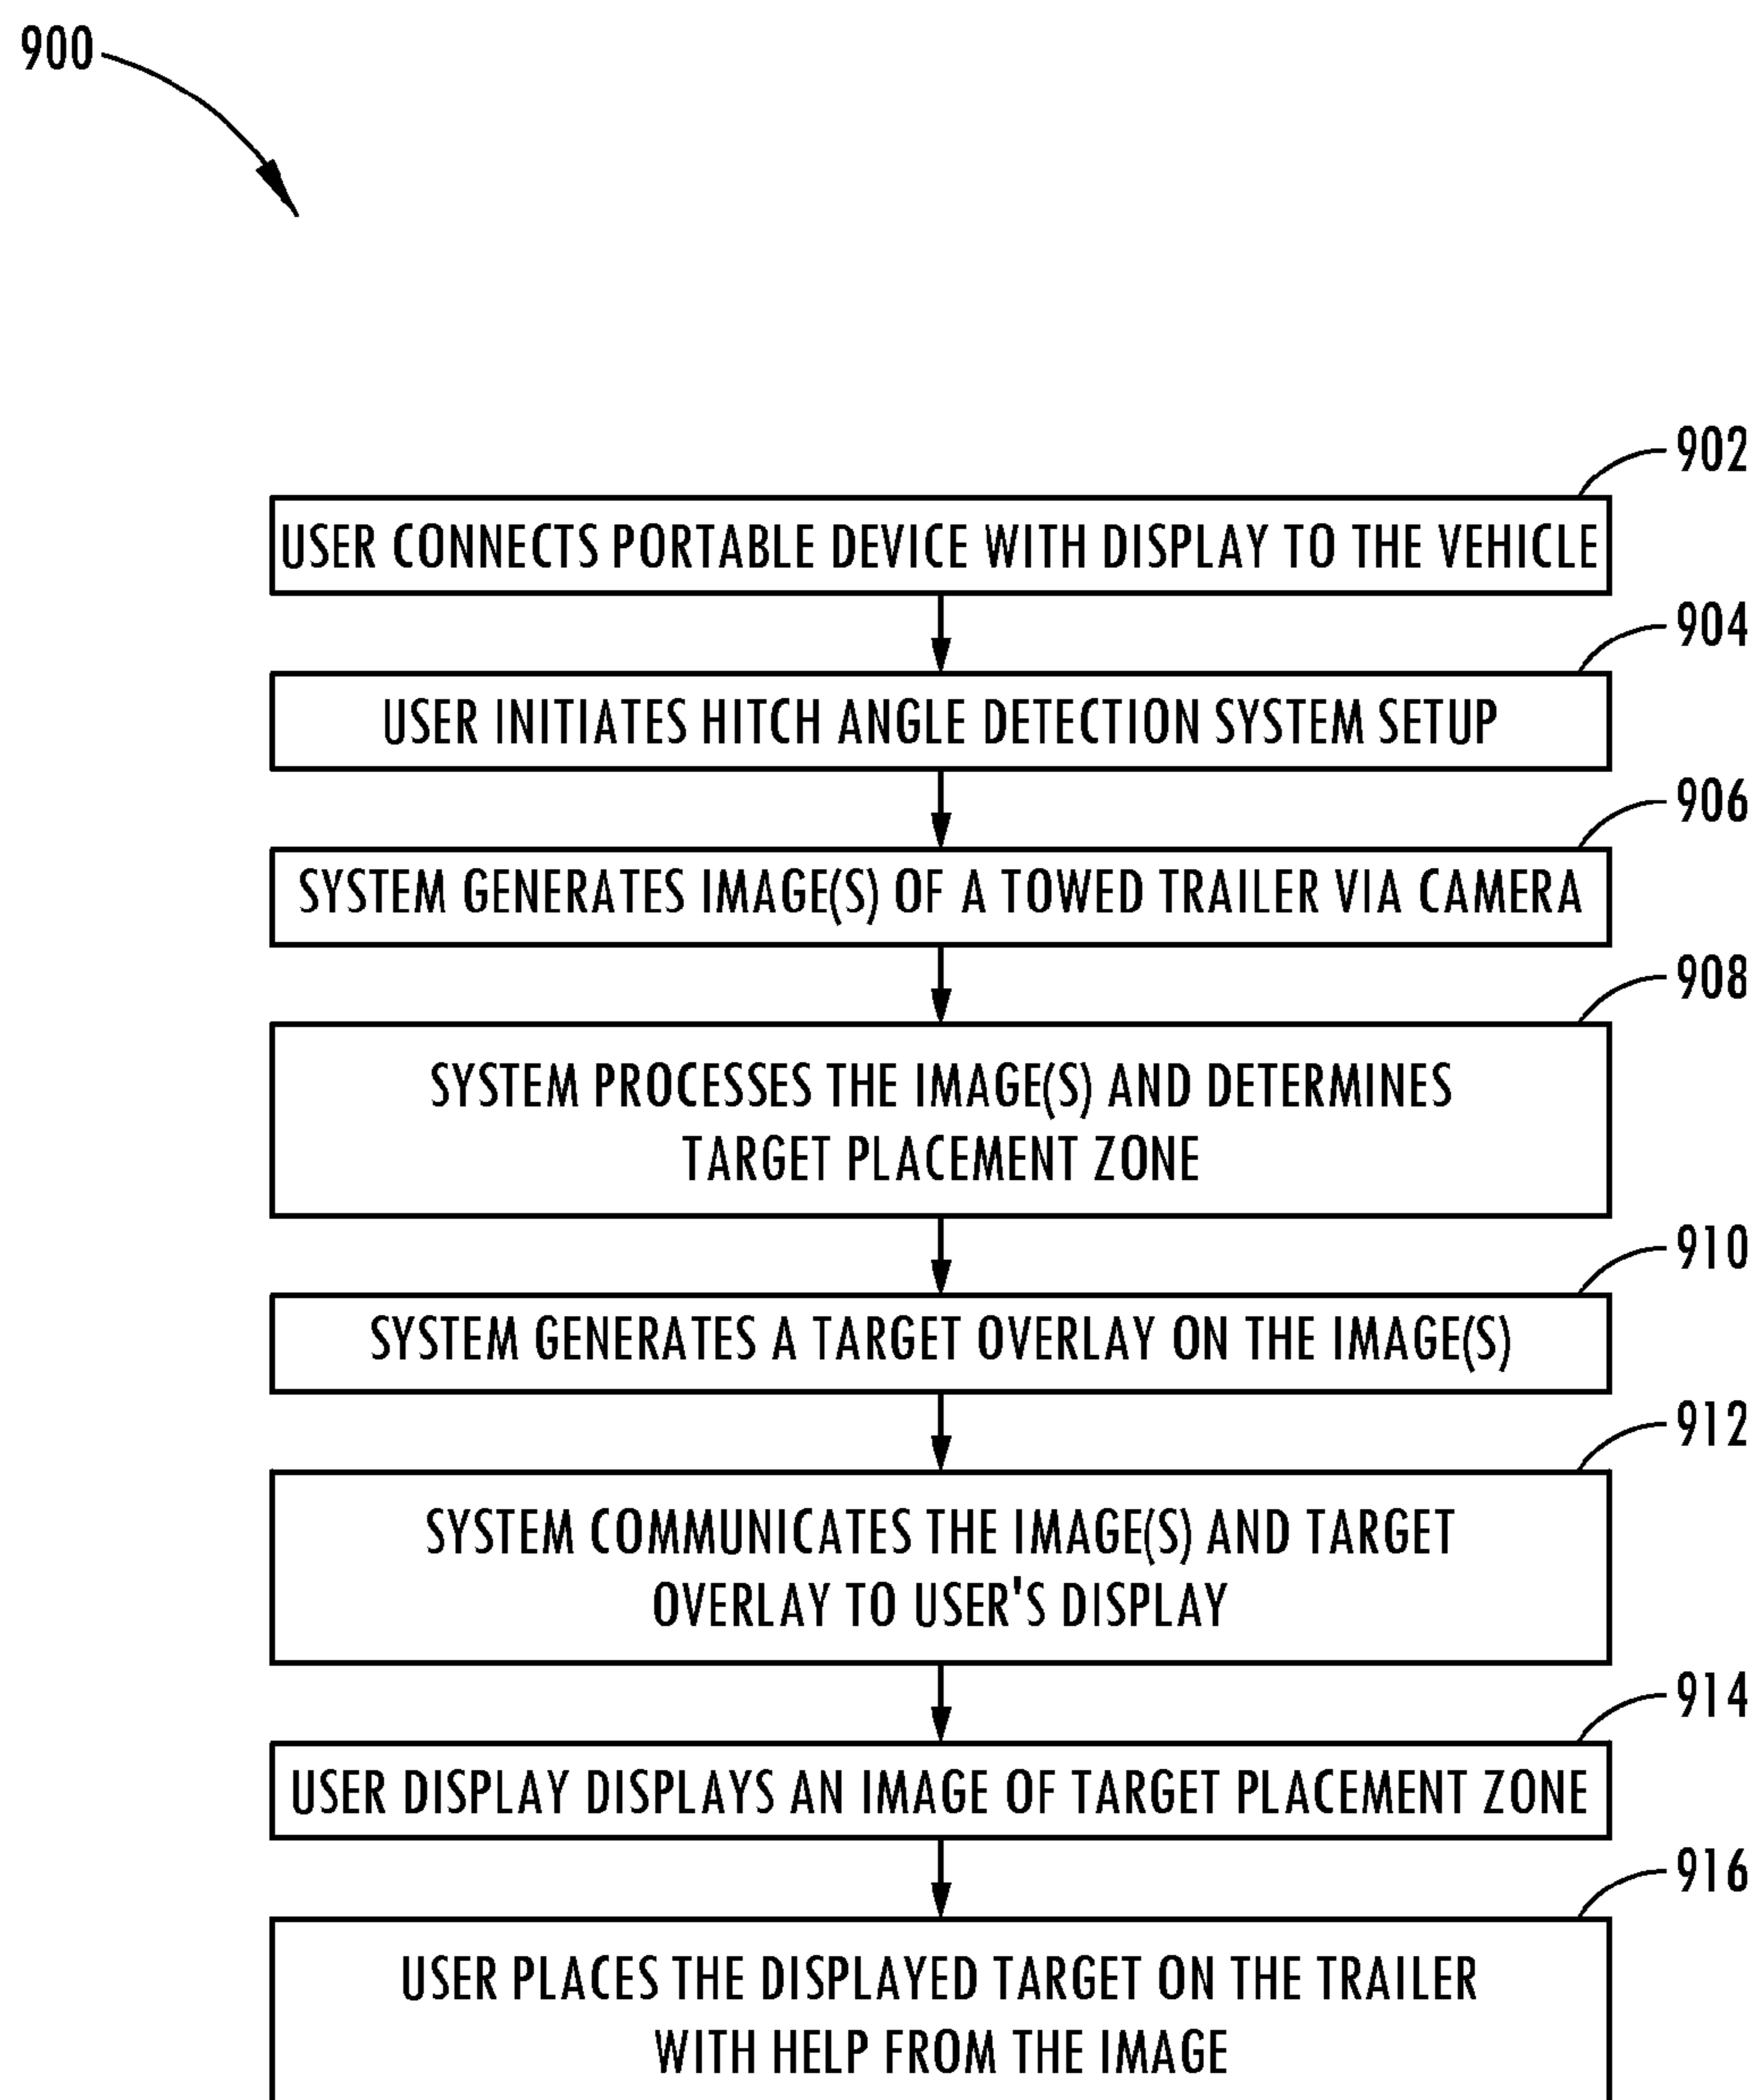 900
902
USER CONNECTS PORTABLE DEVICE WITH DISPLAY TO THE VEHICLE
904
USER INITIATES HITCH ANGLE DETECTION SYSTEM SETUP
906
SYSTEM GENERATES IMAGE(S) OF A TOWED TRAILER VIA CAMERA
908
SYSTEM PROCESSES THE IMAGE(S) AND DETERMINES
TARGET PLACEMENT ZONE
910
SYSTEM GENERATES A TARGET OVERLAY ON THE IMAGE(S)
912
SYSTEM COMMUNICATES THE IMAGE(S) AND TARGET
OVERLAY TO USER'S DISPLAY
914
USER DISPLAY DISPLAYS AN IMAGE OF TARGET PLACEMENT ZONE
916
USER PLACES THE DISPLAYED TARGET ON THE TRAILER
WITH HELP FROM THE IMAGE